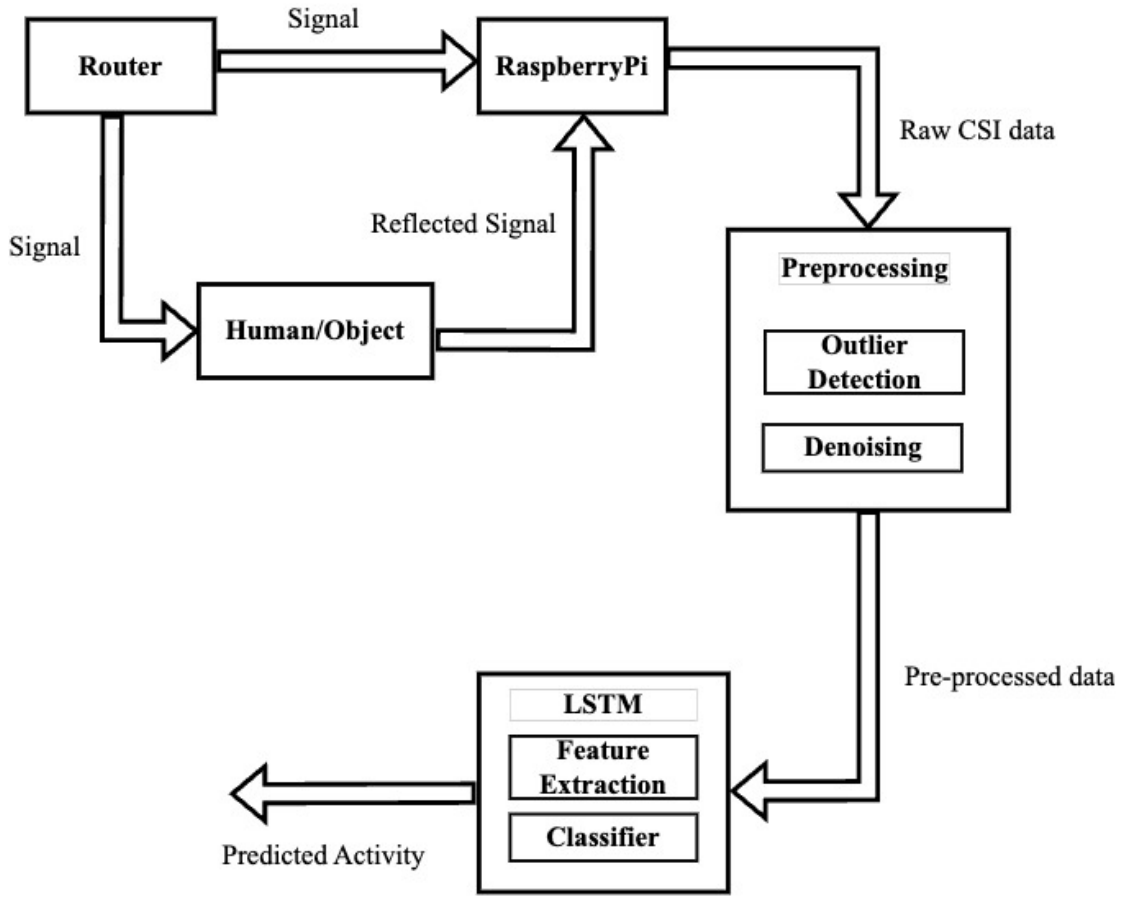 Signal
Router
RaspberryPi
Raw CSI data
Reflected Signal
Signal
Human/Object
Preprocessing
Outlier
Detection
Denoising
Pre-processed data
LSTM
Feature
Extraction
Classifier
Predicted Activity